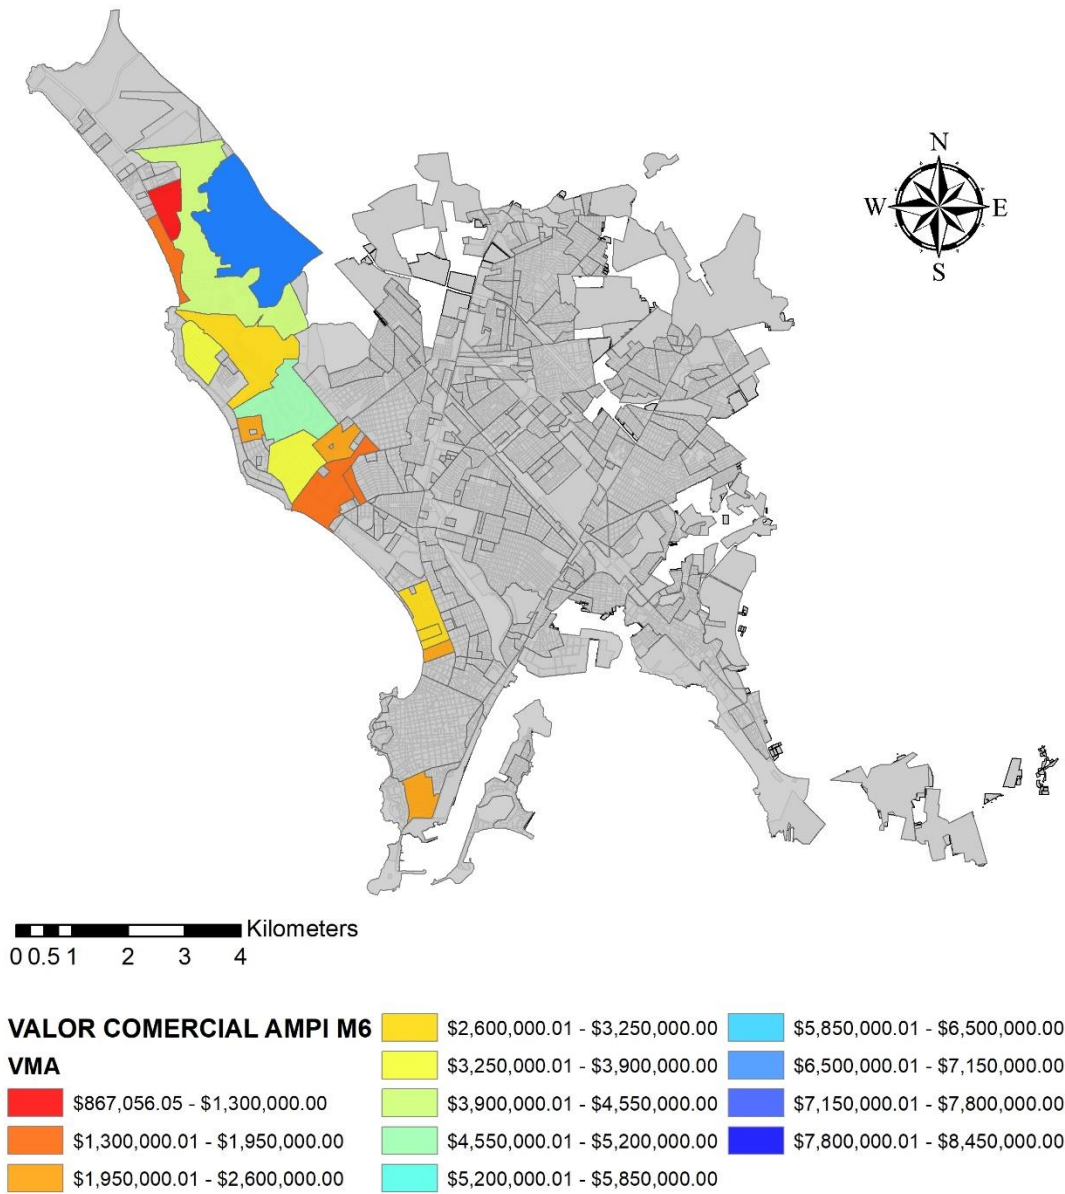 N
W E
S
Kilometers
0 0.5 1 2 3 4
VALOR COMERCIAL AMPI M6
VMA
$867,056.05 - $1,300,000.00
$1,300,000.01 - $1,950,000.00
$1,950,000.01 - $2,600,000.00
$2,600,000.01 - $3,250,000.00
$3,250,000.01 - $3,900,000.00
$3,900,000.01 - $4,550,000.00
$4,550,000.01 - $5,200,000.00
$5,200,000.01 - $5,850,000.00
$5,850,000.01 - $6,500,000.00
$6,500,000.01 - $7,150,000.00
$7,150,000.01 - $7,800,000.00
$7,800,000.01 - $8,450,000.00